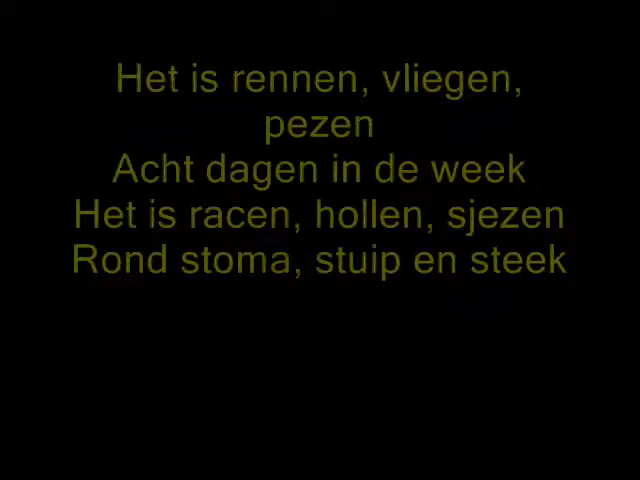 Het is rennen, vliegen,
pezen
Acht dagen in de week
Het is racen, hollen, sjezen
Rond stoma, stuip en steek